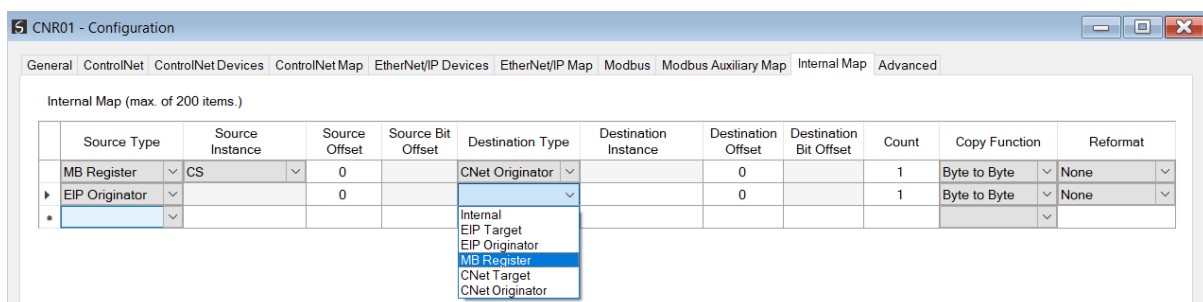 CNR01 - Configuration
General ControlNet ControlNet Devices ControlNet Map EtherNet/IP Devices EtherNet/IP Map Modbus Modbus Auxiliary Map Internal Map Advanced
Internal Map (max. of 200 items.)
Source Type Source Instance Source Offset Source Bit Offset Destination Type Destination Instance Destination Offset Destination Bit Offset Count Copy Function Reformat
MB Register CS 0 CNet Originator 0 1 Byte to Byte None
EIP Originator 0 0 1 Byte to Byte None
Internal
EIP Target
EIP Originator
MB Register
CNet Target
CNet Originator